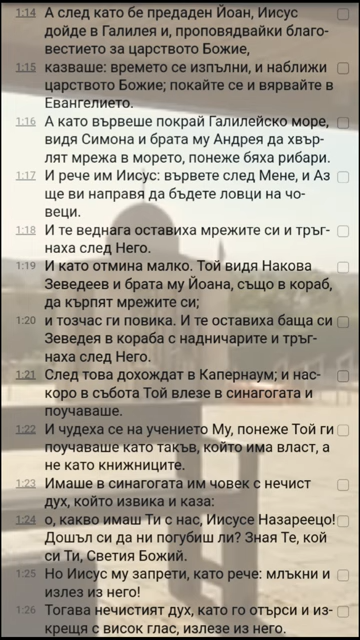 1:14 А след като бе предаден Йоан, Иисус
дойде в Галилея и, проповядвайки благо-
вестието за царството Божие,
1:15 казваше: времето се изпълни, и наближи
царството Божие; покайте се и вярвайте в
Евангелието.
1:16 А като вървеше покрай Галилейско море,
видя Симона и брата му Андрея да хвър-
лят мрежа в морето, понеже бяха рибари.
1:17 И рече им Иисус: вървете след Мене, и Аз
ще ви направя да бъдете ловци на чо-
веци.
1:18 И те веднага оставиха мрежите си и тръг-
наха след Него.
1:19 И като отмина малко. Той видя Накова
Зеведеев и брата му Йоана, също в кораб,
да кърпят мрежите си;
1:20 и тозчас ги повика. И те оставиха баща си
Зеведея в кораба с надничарите и тръг-
наха след Него.
1:21 След това дохождат в Капернаум; и нас-
коро в събота Той влезе в синагогата и
поучаваше.
1:22 И чудеха се на учението Му, понеже Той ги
поучаваше като такъв, който има власт, а
не като книжниците.
1:23 Имаше в синагогата им човек с нечист
дух, който извика и каза:
1:24 о, какво имаш Ти с нас, Иисусе Назареецо!
Дошъл си да ни погубиш ли? Зная Те, кой
си Ти, Светия Божий.
1:25 Но Иисус му запрети, като рече: млъкни и
излез из него!
1:26 Тогава нечистият дух, като го отърси и из-
крещя с висок глас, излезе из него.